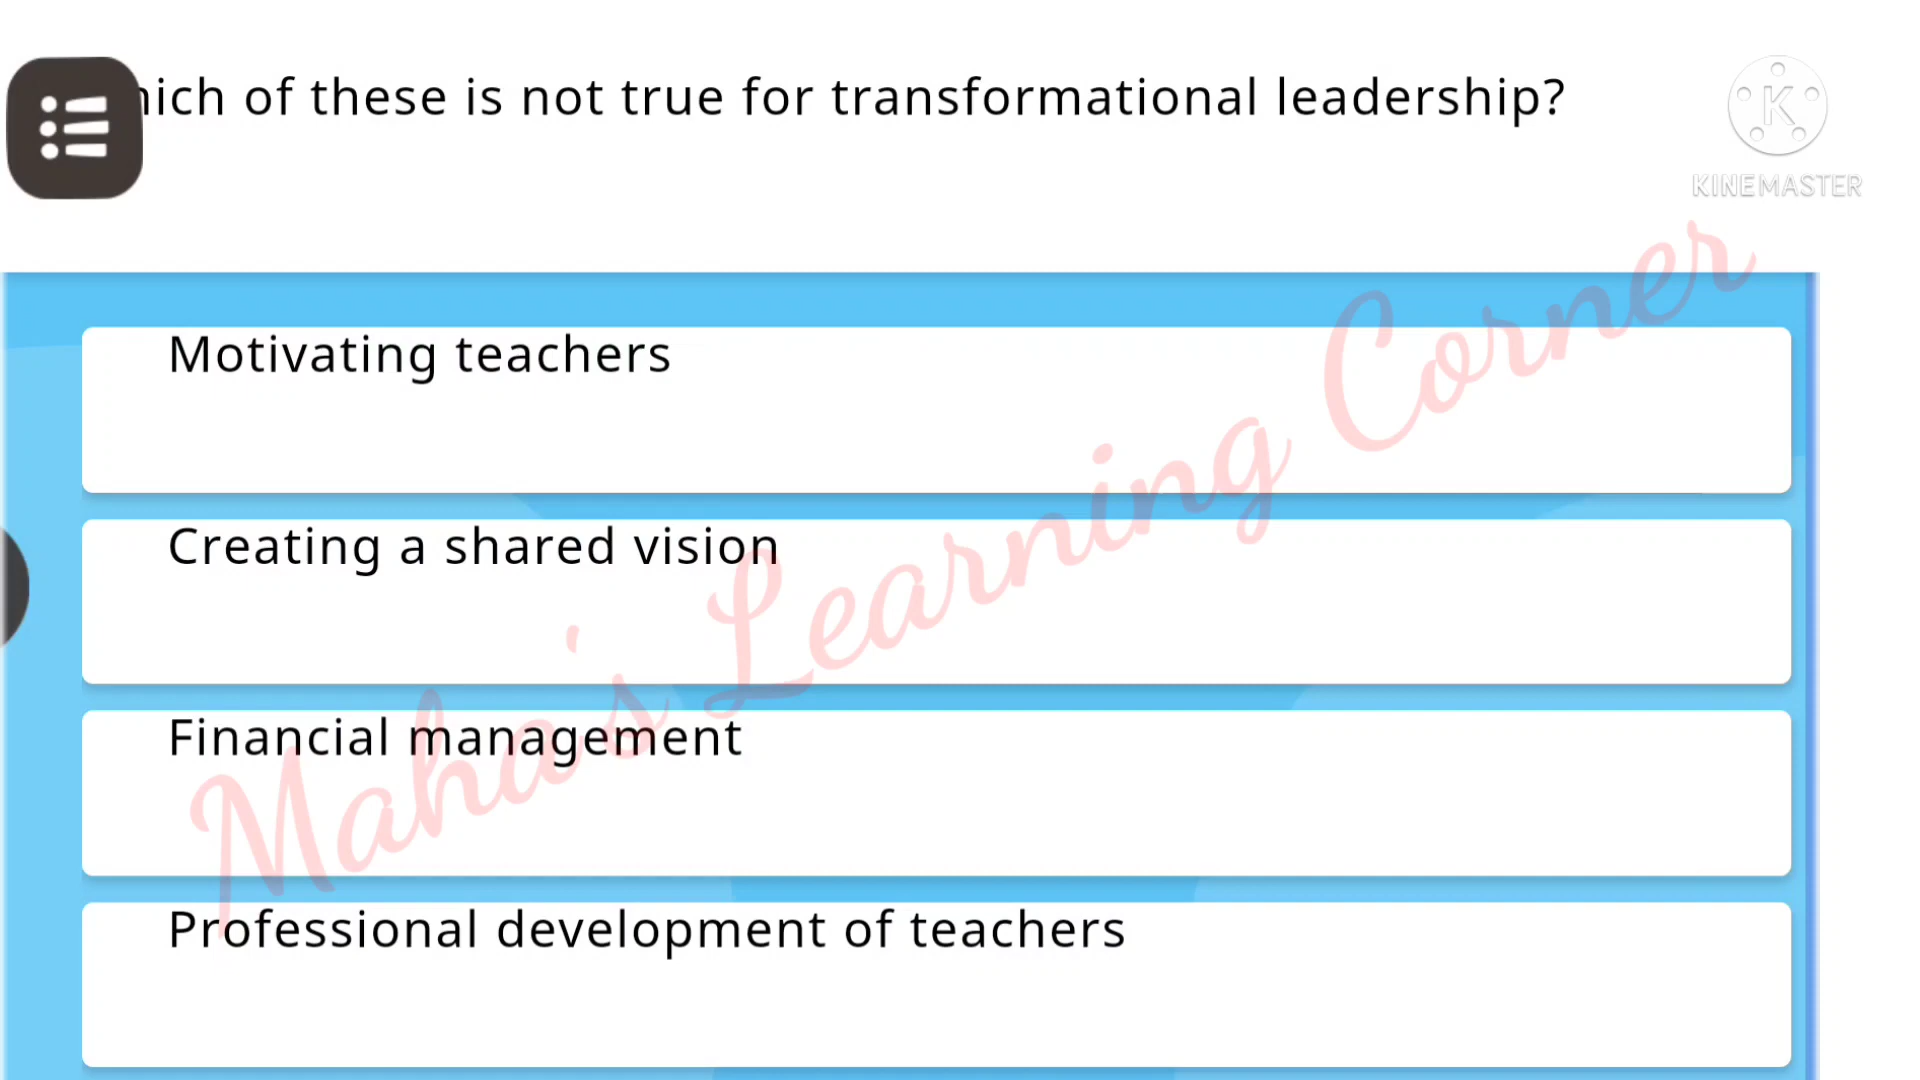 hich of these is not true for transformational leadership?
K
KINEMASTER
Motivating teachers
Creating a shared vision
Financial management
Professional development of teachers
Maha's Learning Corner